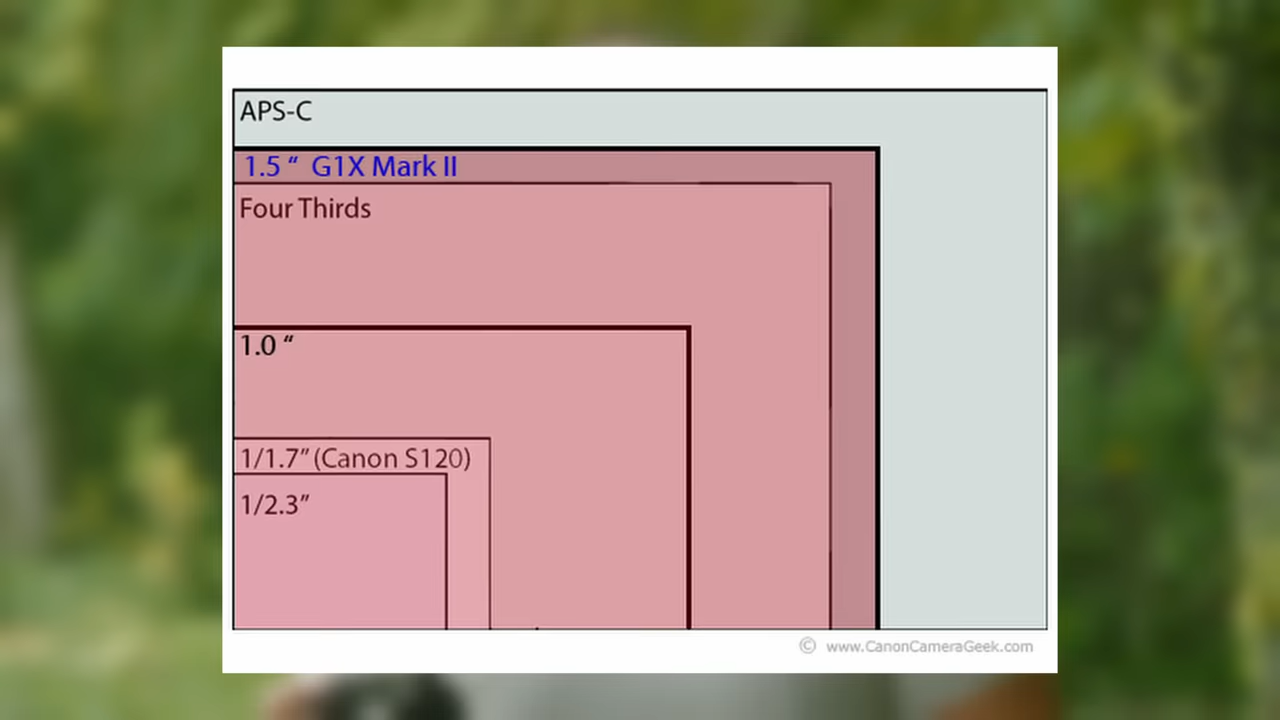 APS-C
1.5 “ G1X Mark II
Four Thirds
1.0 “
1/1.7” (Canon S120)
1/2.3”
© www.CanonCameraGeek.com